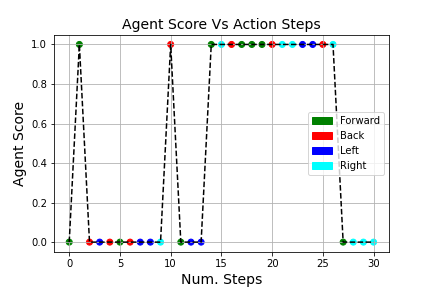 Agent Score Vs Action Steps
1.0
0.8
0.6
0.4
0.2
0.0
Agent Score
Forward
Back
Left
Right
0 5 10 15 20 25 30
Num. Steps